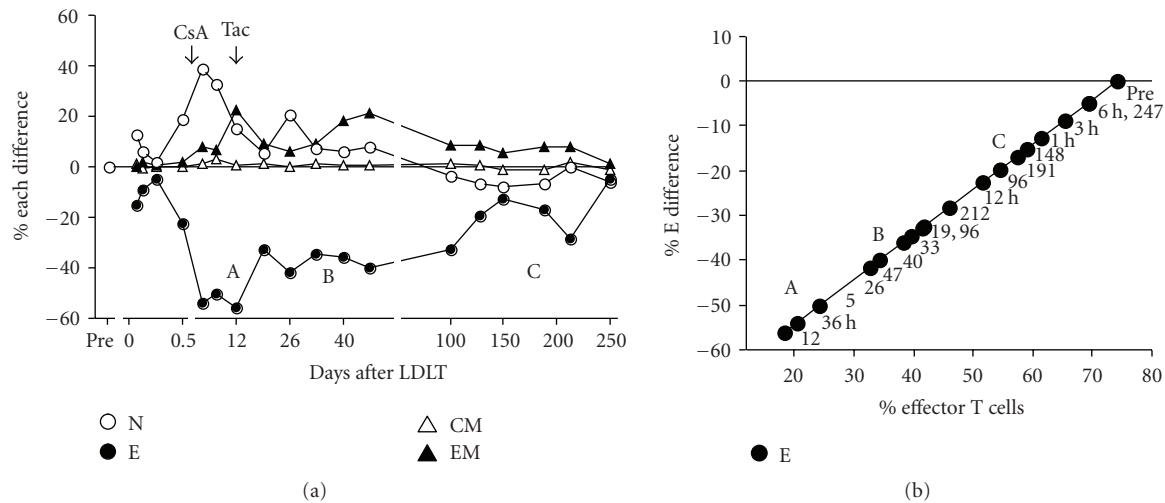 60
40
20
0
−20
−40
−60
% each difference
CsA
Tac
A
B
C
Pre
0
0.5
12
26
40
100
150
200
250
Days after LDLT
N
E
CM
EM
(a)
20
10
0
−10
−20
−30
−40
−50
−60
% E difference
Pre
6 h, 247
3 h
1 h
C
148
191
96
12 h
212
B
19, 96
33
40
47
26
A
5
36 h
12
20
30
40
50
60
70
80
% effector T cells
E
(b)